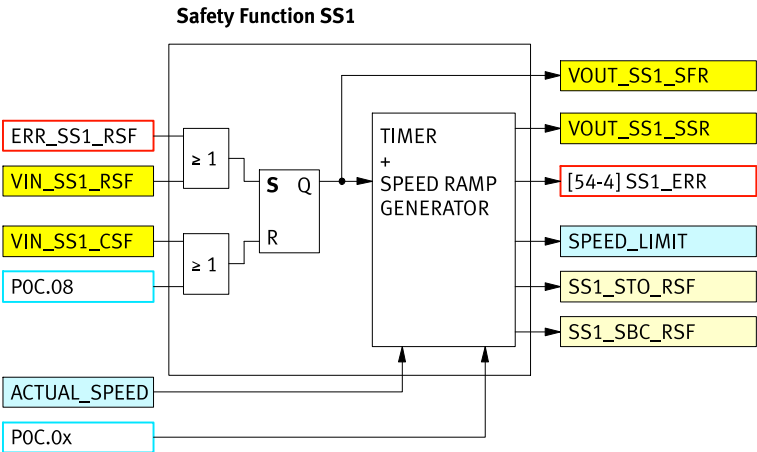 Safety Function SS1
VOUT_SS1_SFR
ERR_SS1_RSF
VIN_SS1_RSF
VIN_SS1_CSF
P0C.08
ACTUAL_SPEED
P0C.0x
≥ 1
≥ 1
S Q
R
TIMER
+
SPEED RAMP
GENERATOR
VOUT_SS1_SSR
[54-4] SS1_ERR
SPEED_LIMIT
SS1_STO_RSF
SS1_SBC_RSF